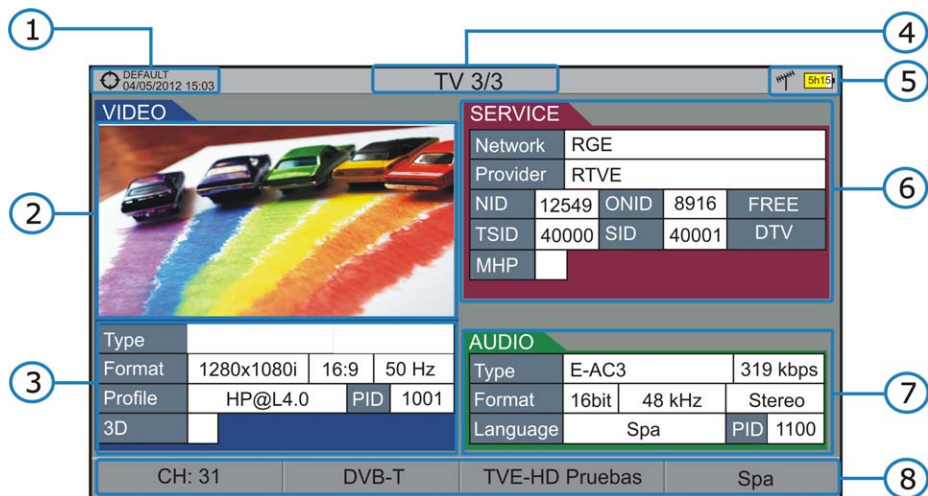 1
4
DEFAULT
04/05/2012 15:03
TV 3/3
5h15
5
VIDEO
2
SERVICE
Network RGE
Provider RTVE
NID 12549 ONID 8916 FREE
TSID 40000 SID 40001 DTV
MHP
6
3
Type
Format 1280x1080i 16:9 50 Hz
Profile HP@L4.0 PID 1001
3D
AUDIO
Type E-AC3 319 kbps
Format 16bit 48 kHz Stereo
Language Spa PID 1100
7
CH: 31 DVB-T TVE-HD Pruebas Spa
8